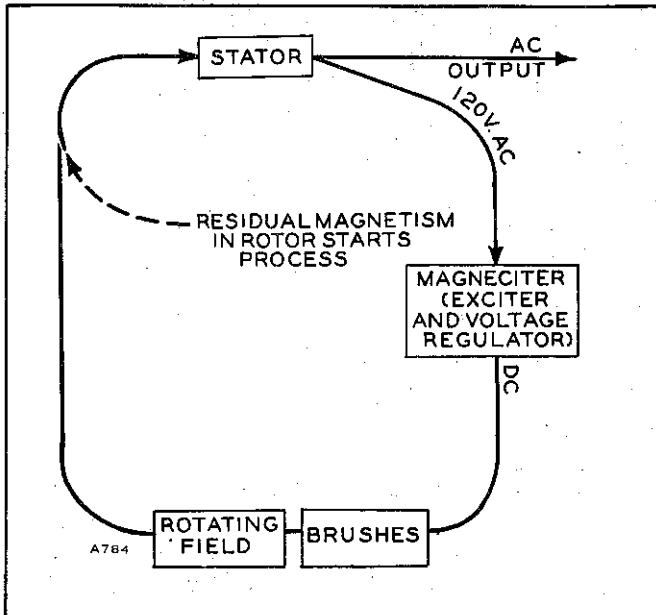 STATOR
AC
OUTPUT
120V. AC
RESIDUAL MAGNETISM
IN ROTOR STARTS
PROCESS
MAGNECITER
(EXCITER
AND VOLTAGE
REGULATOR)
DC
ROTATING
FIELD
BRUSHES
A784